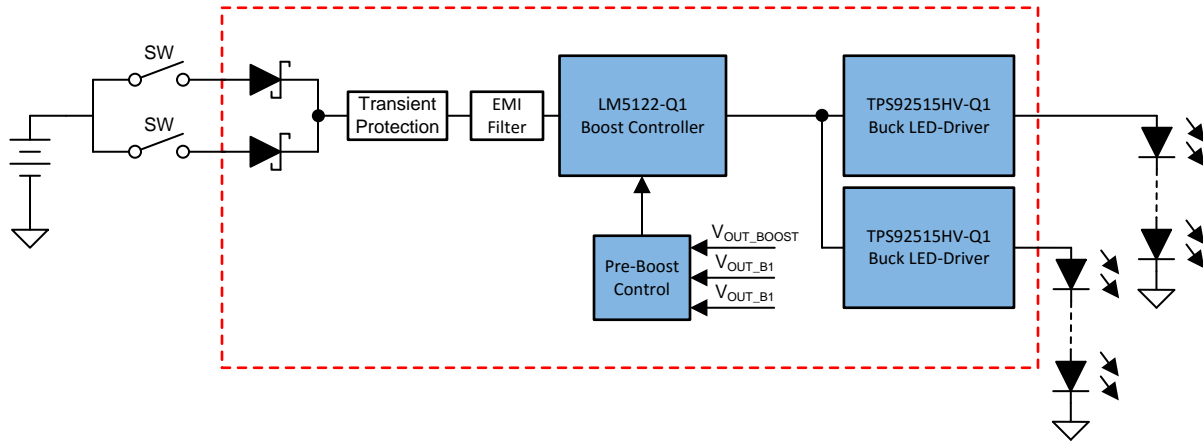 SW
SW
Transient
Protection
EMI
Filter
LM5122-Q1
Boost Controller
TPS92515HV-Q1
Buck LED-Driver
TPS92515HV-Q1
Buck LED-Driver
Pre-Boost
Control
VOUT_BOOST
VOUT_B1
VOUT_B1